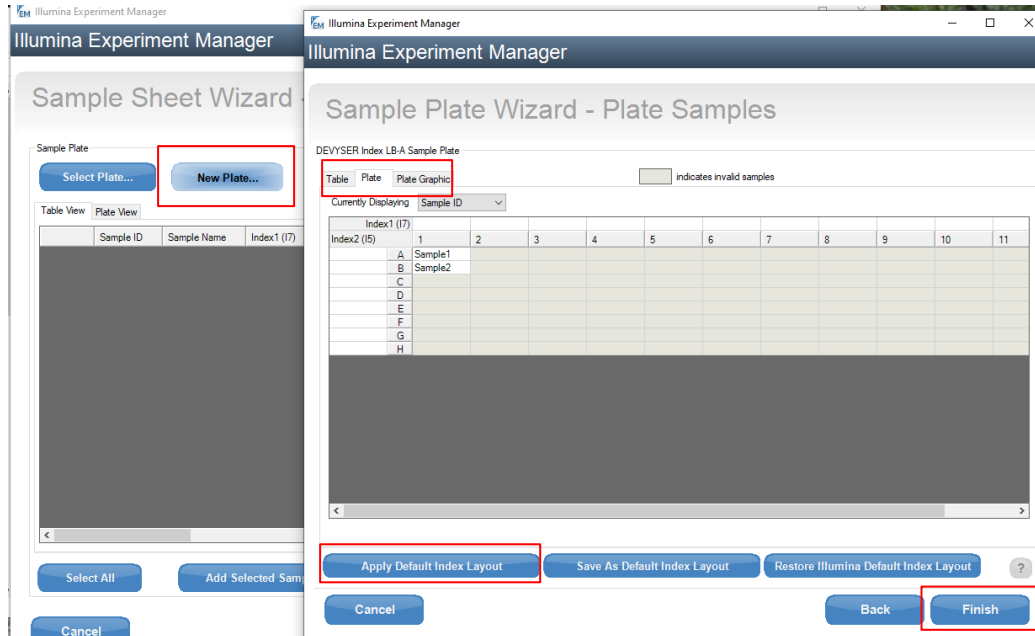 EM Illumina Experiment Manager
Illumina Experiment Manager
Sample Sheet Wizard -
Sample Plate
Select Plate...
New Plate...
Table View Plate View
Sample ID Sample Name Index1 (I7)
Select All
Add Selected Sam
Cancel
EM Illumina Experiment Manager
Illumina Experiment Manager
Sample Plate Wizard - Plate Samples
DEVYSER Index LB-A Sample Plate
Table Plate Plate Graphic
indicates invalid samples
Currently Displaying Sample ID
Index1 (I7)
Index2 (I5) 1 2 3 4 5 6 7 8 9 10 11
A Sample1
B Sample2
C
D
E
F
G
H
Apply Default Index Layout Save As Default Index Layout Restore Illumina Default Index Layout ?
Cancel Back Finish